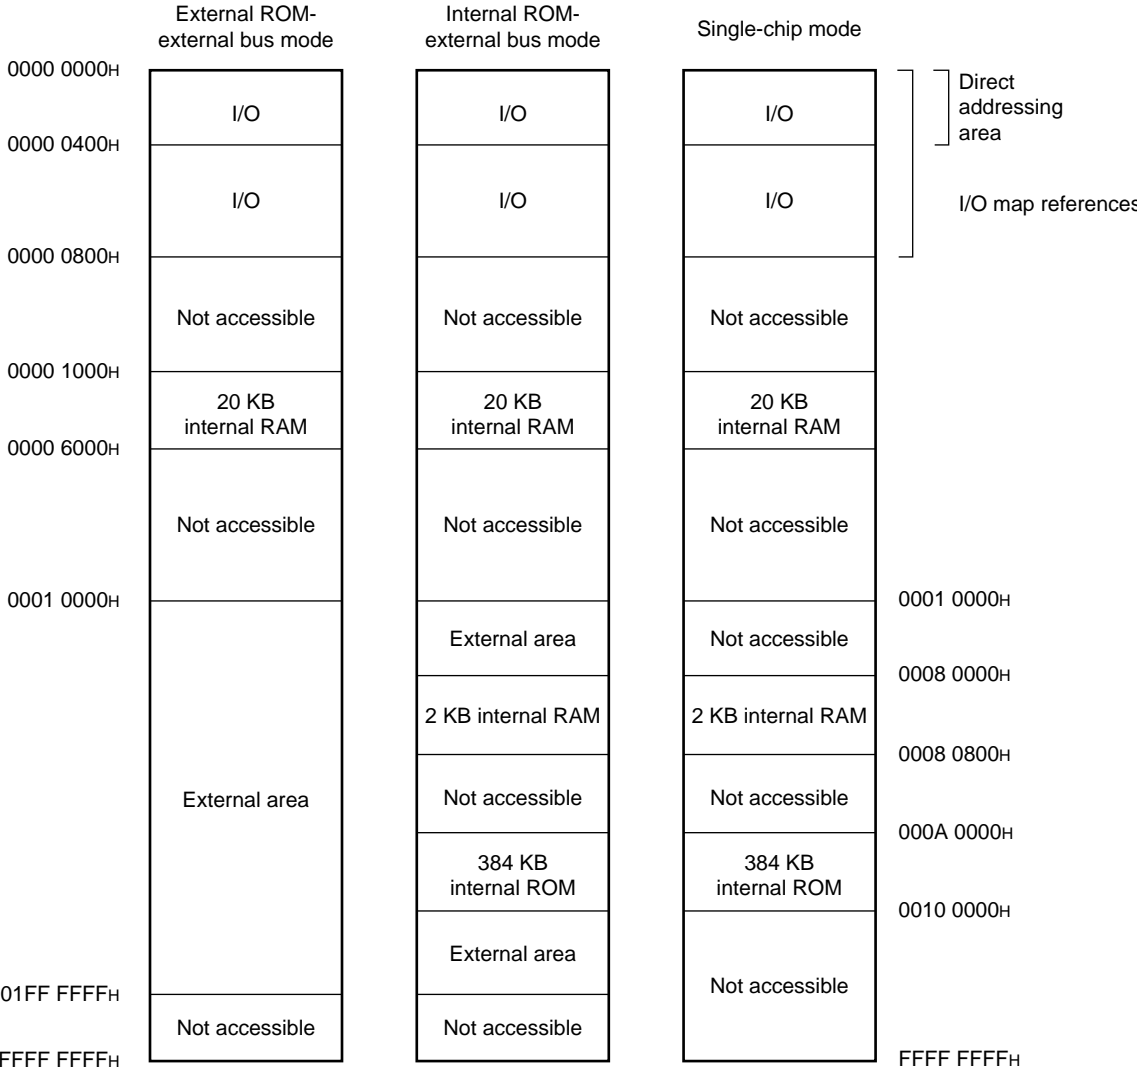 External ROM-
external bus mode
Internal ROM-
external bus mode
Single-chip mode
0000 0000H
0000 0400H
0000 0800H
0000 1000H
0000 6000H
0001 0000H
01FF FFFFH
FFFF FFFFH
I/O
I/O
Not accessible
20 KB
internal RAM
Not accessible
External area
Not accessible
I/O
I/O
Not accessible
20 KB
internal RAM
Not accessible
External area
2 KB internal RAM
Not accessible
384 KB
internal ROM
External area
Not accessible
I/O
I/O
Not accessible
20 KB
internal RAM
Not accessible
Not accessible
2 KB internal RAM
Not accessible
384 KB
internal ROM
Not accessible
Direct
addressing
area
I/O map references
0001 0000H
0008 0000H
0008 0800H
000A 0000H
0010 0000H
FFFF FFFFH